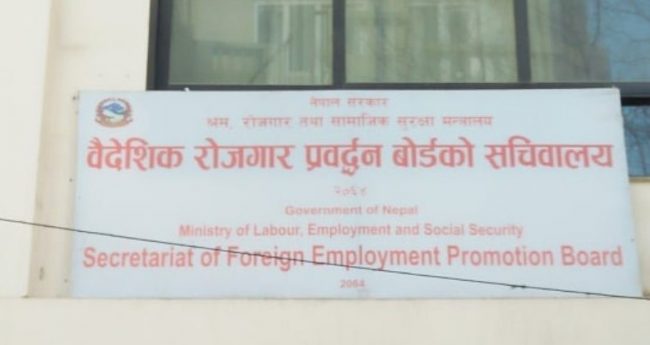 नेपाल सरकार
श्रम, रोजगार तथा सामाजिक सुरक्षा मन्त्रालय
वैदेशिक रोजगार प्रवर्द्धन बोर्डको सचिवालय
२०६४
Government of Nepal
Ministry of Labour, Employment and Social Security
Secretariat of Foreign Employment Promotion Board
2064